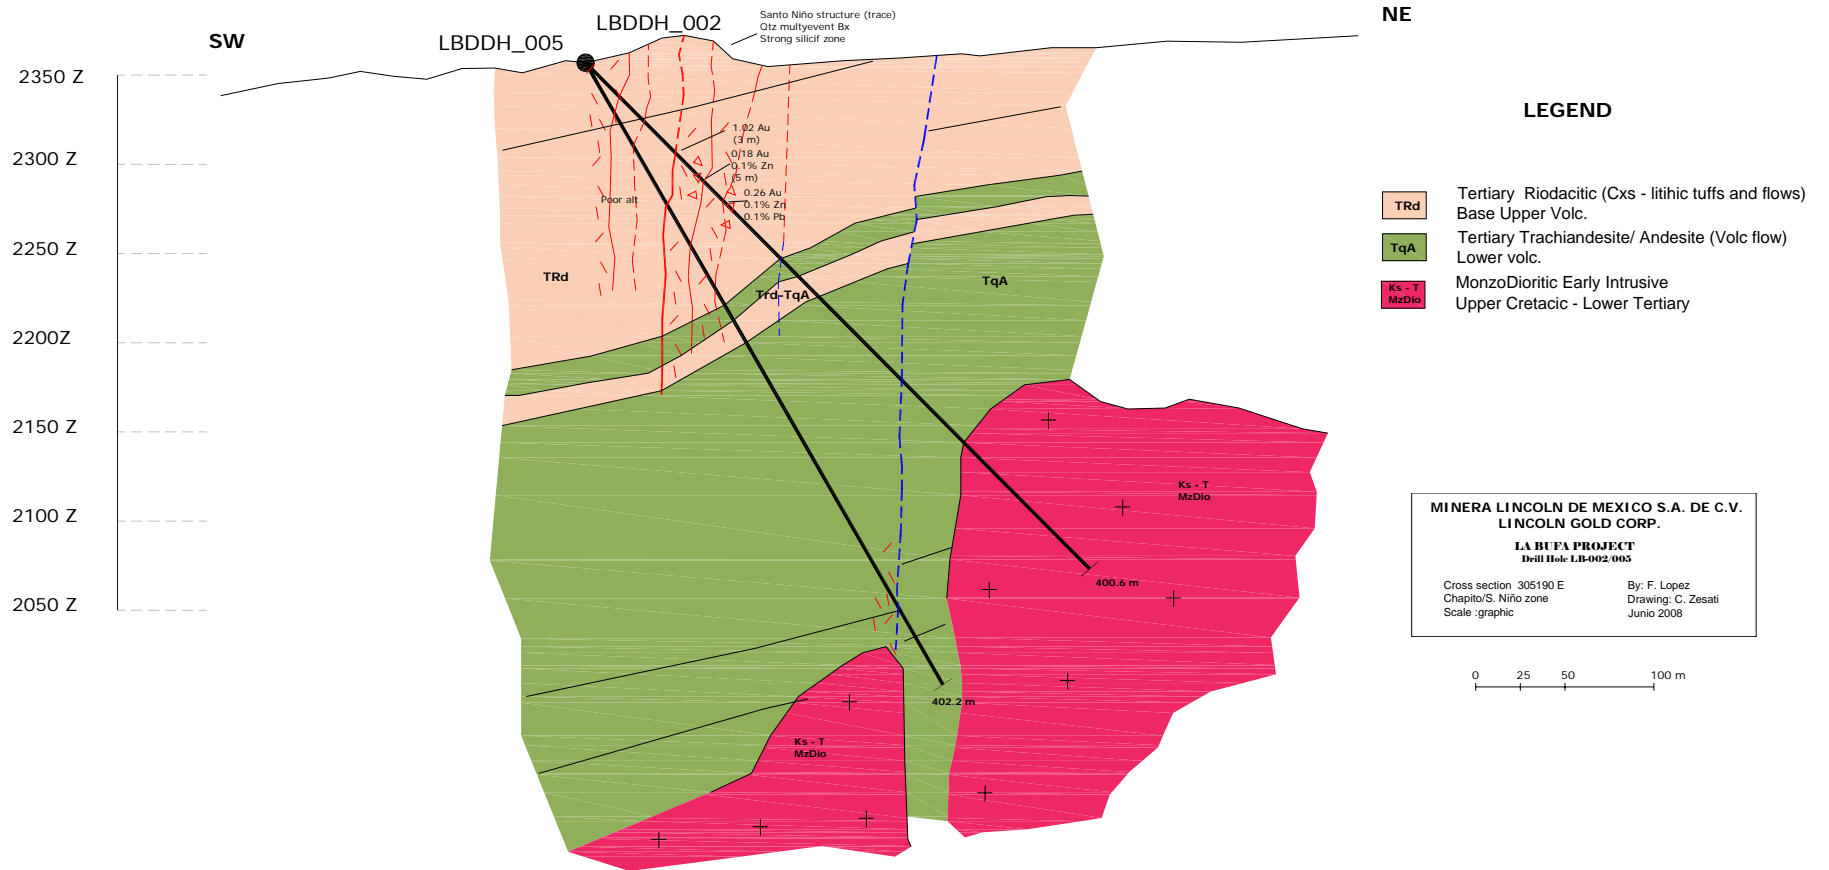 LBDDH_002
Santo Niño structure (trace)
Qtz multyevent Bx
Strong silicif zone
NE
SW
LBDDH_005
2350 Z
2300 Z
2250 Z
2200Z
2150 Z
2100 Z
2050 Z
1.02 Au
(3 m)
0.18 Au
0.1% Zn
(5 m)
0.26 Au
0.1% Zn
0.1% Pb
Poor alt
TRd
Trd-TqA
TqA
Ks - T
MzDio
400.6 m
402.2 m
Ks - T
MzDio
LEGEND
TRd
Tertiary Riodacitic (Cxs - litihic tuffs and flows)
Base Upper Volc.
TqA
Tertiary Trachiandesite/ Andesite (Volc flow)
Lower volc.
Ks - T
MzDio
MonzoDioritic Early Intrusive
Upper Cretacic - Lower Tertiary
MINERA LINCOLN DE MEXICO S.A. DE C.V.
LINCOLN GOLD CORP.
LA BUFA PROJECT
Drill Hole LB-002/005
Cross section 305190 E
Chapito/S. Niño zone
Scale :graphic
By: F. Lopez
Drawing: C. Zesati
Junio 2008
0 25 50 100 m